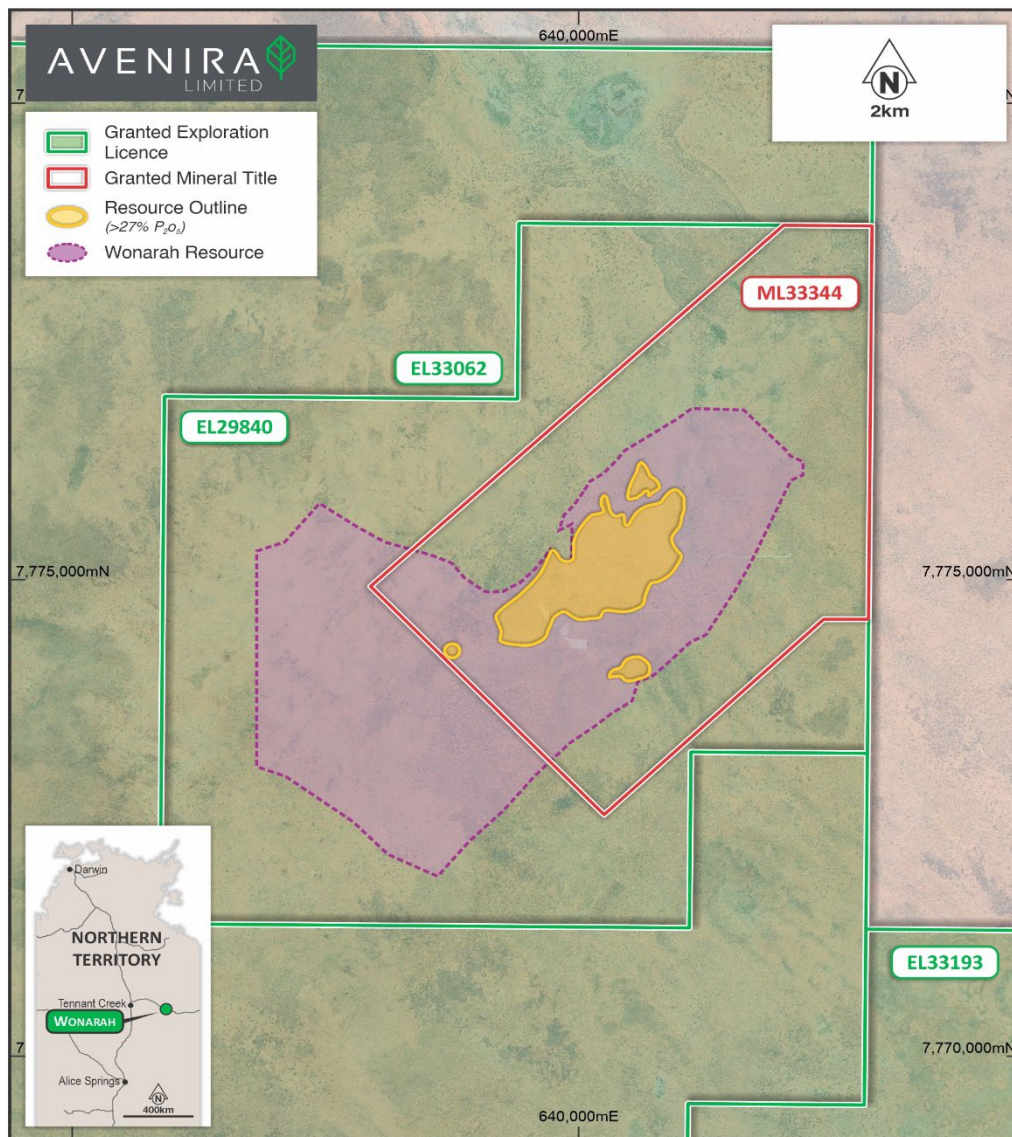 640,000mE
AVENIRA
LIMITED
N
2km
Granted Exploration
Licence
Granted Mineral Title
Resource Outline
(>27% P₂o₅)
Wonarah Resource
ML33344
EL33062
EL29840
7,775,000mN
7,775,000mN
Darwin
NORTHERN
TERRITORY
EL33193
Tennant Creek
WONARAH
7,770,000mN
Alice Springs
N
400km
640,000mE